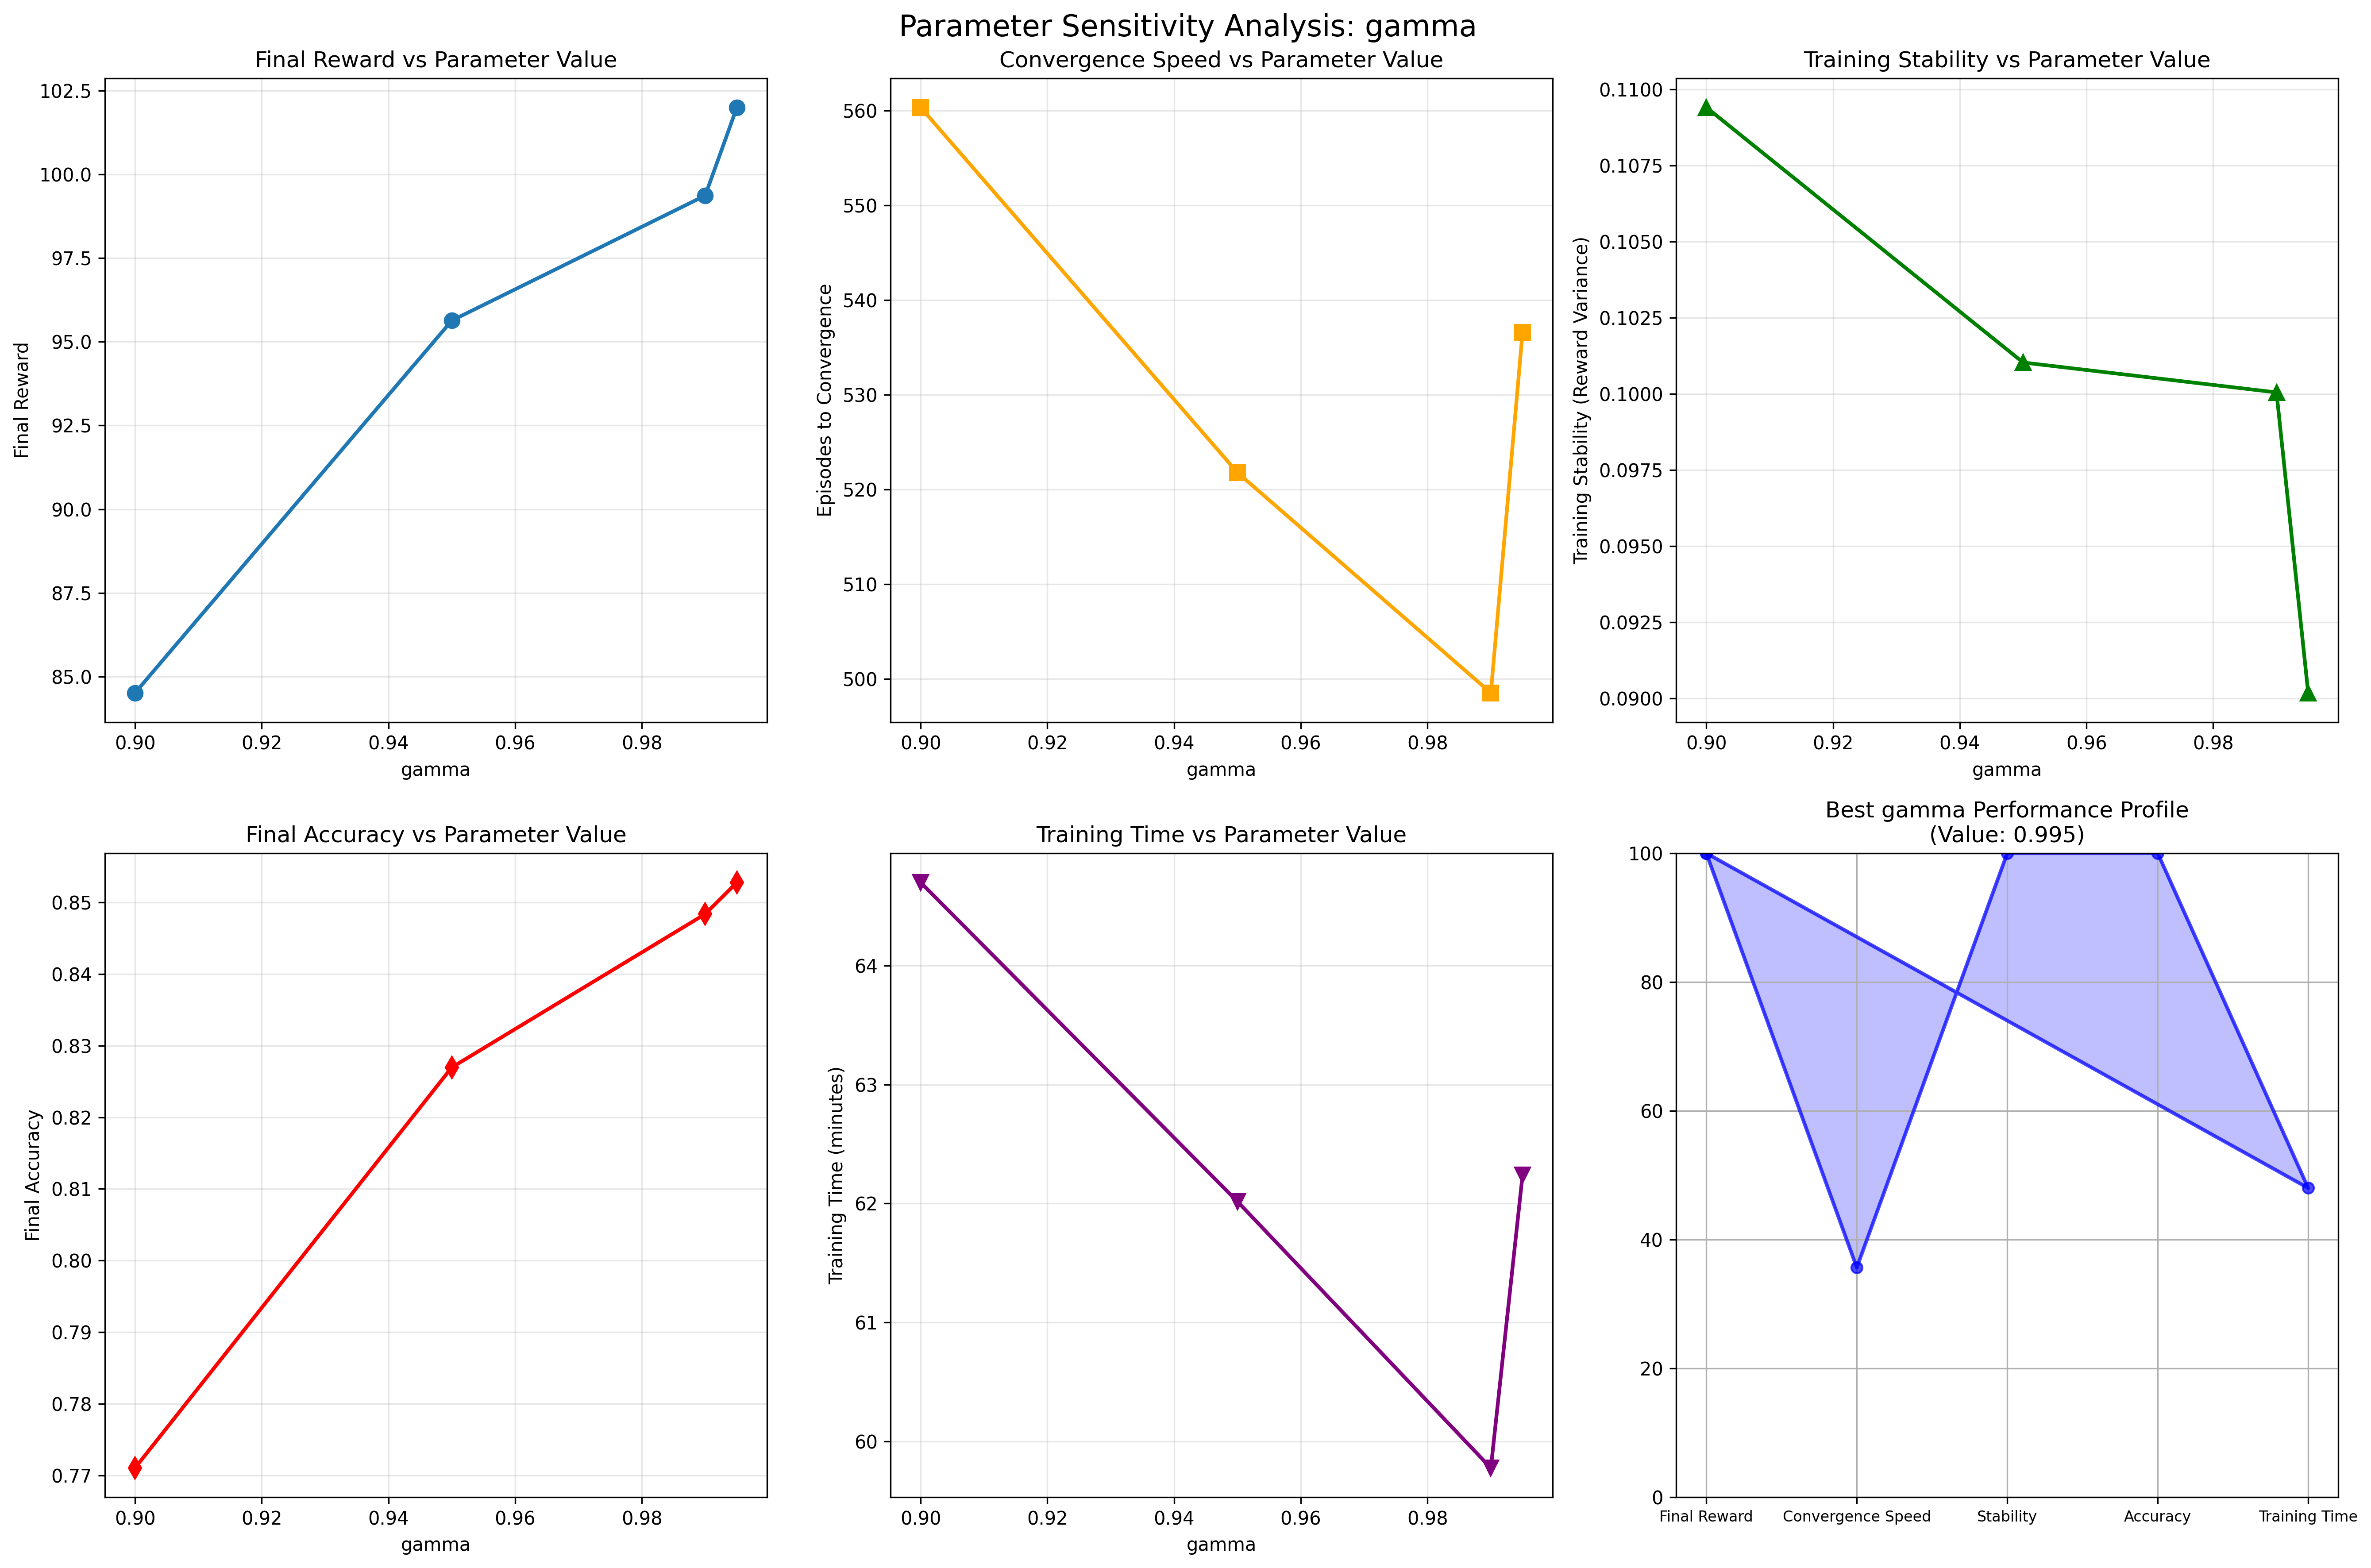 Parameter Sensitivity Analysis: gamma
Final Reward vs Parameter Value
Final Reward
102.5
100.0
97.5
95.0
92.5
90.0
87.5
85.0
0.90 0.92 0.94 0.96 0.98
gamma
Convergence Speed vs Parameter Value
Episodes to Convergence
560
550
540
530
520
510
500
0.90 0.92 0.94 0.96 0.98
gamma
Training Stability vs Parameter Value
Training Stability (Reward Variance)
0.1100
0.1075
0.1050
0.1025
0.1000
0.0975
0.0950
0.0925
0.0900
0.90 0.92 0.94 0.96 0.98
gamma
Final Accuracy vs Parameter Value
Final Accuracy
0.85
0.84
0.83
0.82
0.81
0.80
0.79
0.78
0.77
0.90 0.92 0.94 0.96 0.98
gamma
Training Time vs Parameter Value
Training Time (minutes)
64
63
62
61
60
0.90 0.92 0.94 0.96 0.98
gamma
Best gamma Performance Profile
(Value: 0.995)
100
80
60
40
20
0
Final Reward Convergence Speed Stability Accuracy Training Time